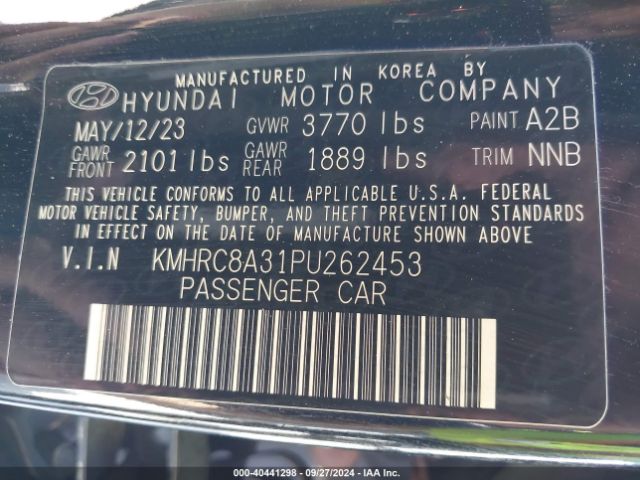 MANUFACTURED IN KOREA BY
HYUNDAI MOTOR COMPANY
MAY/12/23 GVWR 3770 lbs PAINT A2B
GAWR FRONT 2101 lbs GAWR REAR 1889 lbs TRIM NNB
THIS VEHICLE CONFORMS TO ALL APPLICABLE U.S.A. FEDERAL
MOTOR VEHICLE SAFETY, BUMPER, AND THEFT PREVENTION STANDARDS
IN EFFECT ON THE DATE OF MANUFACTURE SHOWN ABOVE
V.I.N KMHRC8A31PU262453
PASSENGER CAR
000-40441298 - 09/27/2024 - IAA Inc.